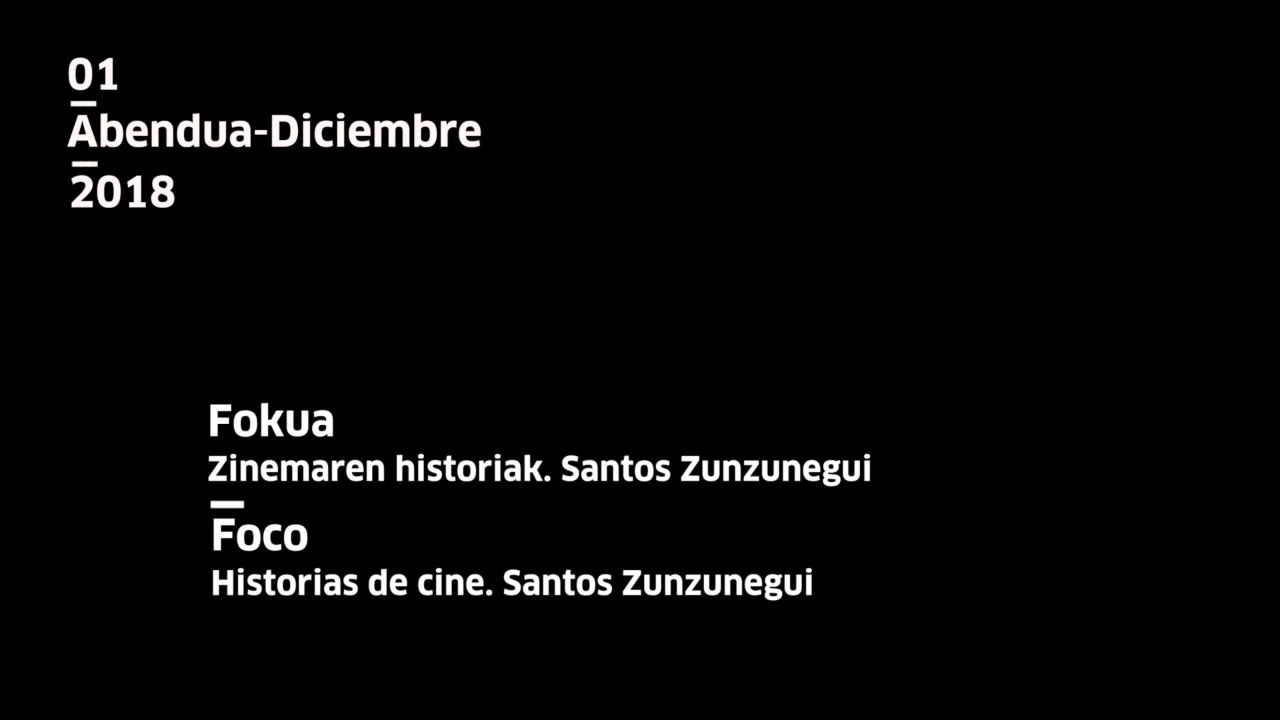 01
Abendua-Diciembre
2018
Fokua
Zinemaren historiak. Santos Zunzunegui
Foco
Historias de cine. Santos Zunzunegui